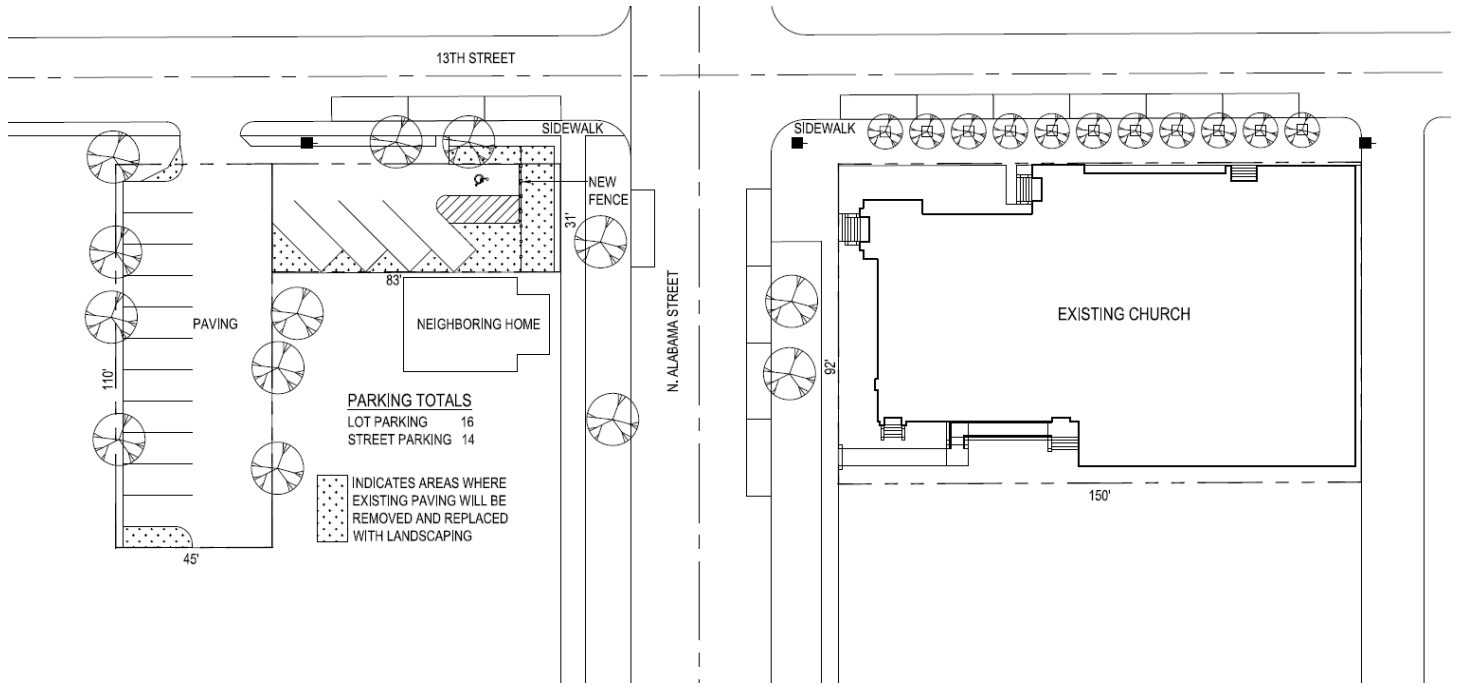 13TH STREET
SIDEWALK
SIDEWALK
NEW
FENCE
31'
83'
N. ALABAMA STREET
EXISTING CHURCH
PAVING
NEIGHBORING HOME
110'
92'
PARKING TOTALS
LOT PARKING 16
STREET PARKING 14
INDICATES AREAS WHERE
EXISTING PAVING WILL BE
REMOVED AND REPLACED
WITH LANDSCAPING
150'
45'